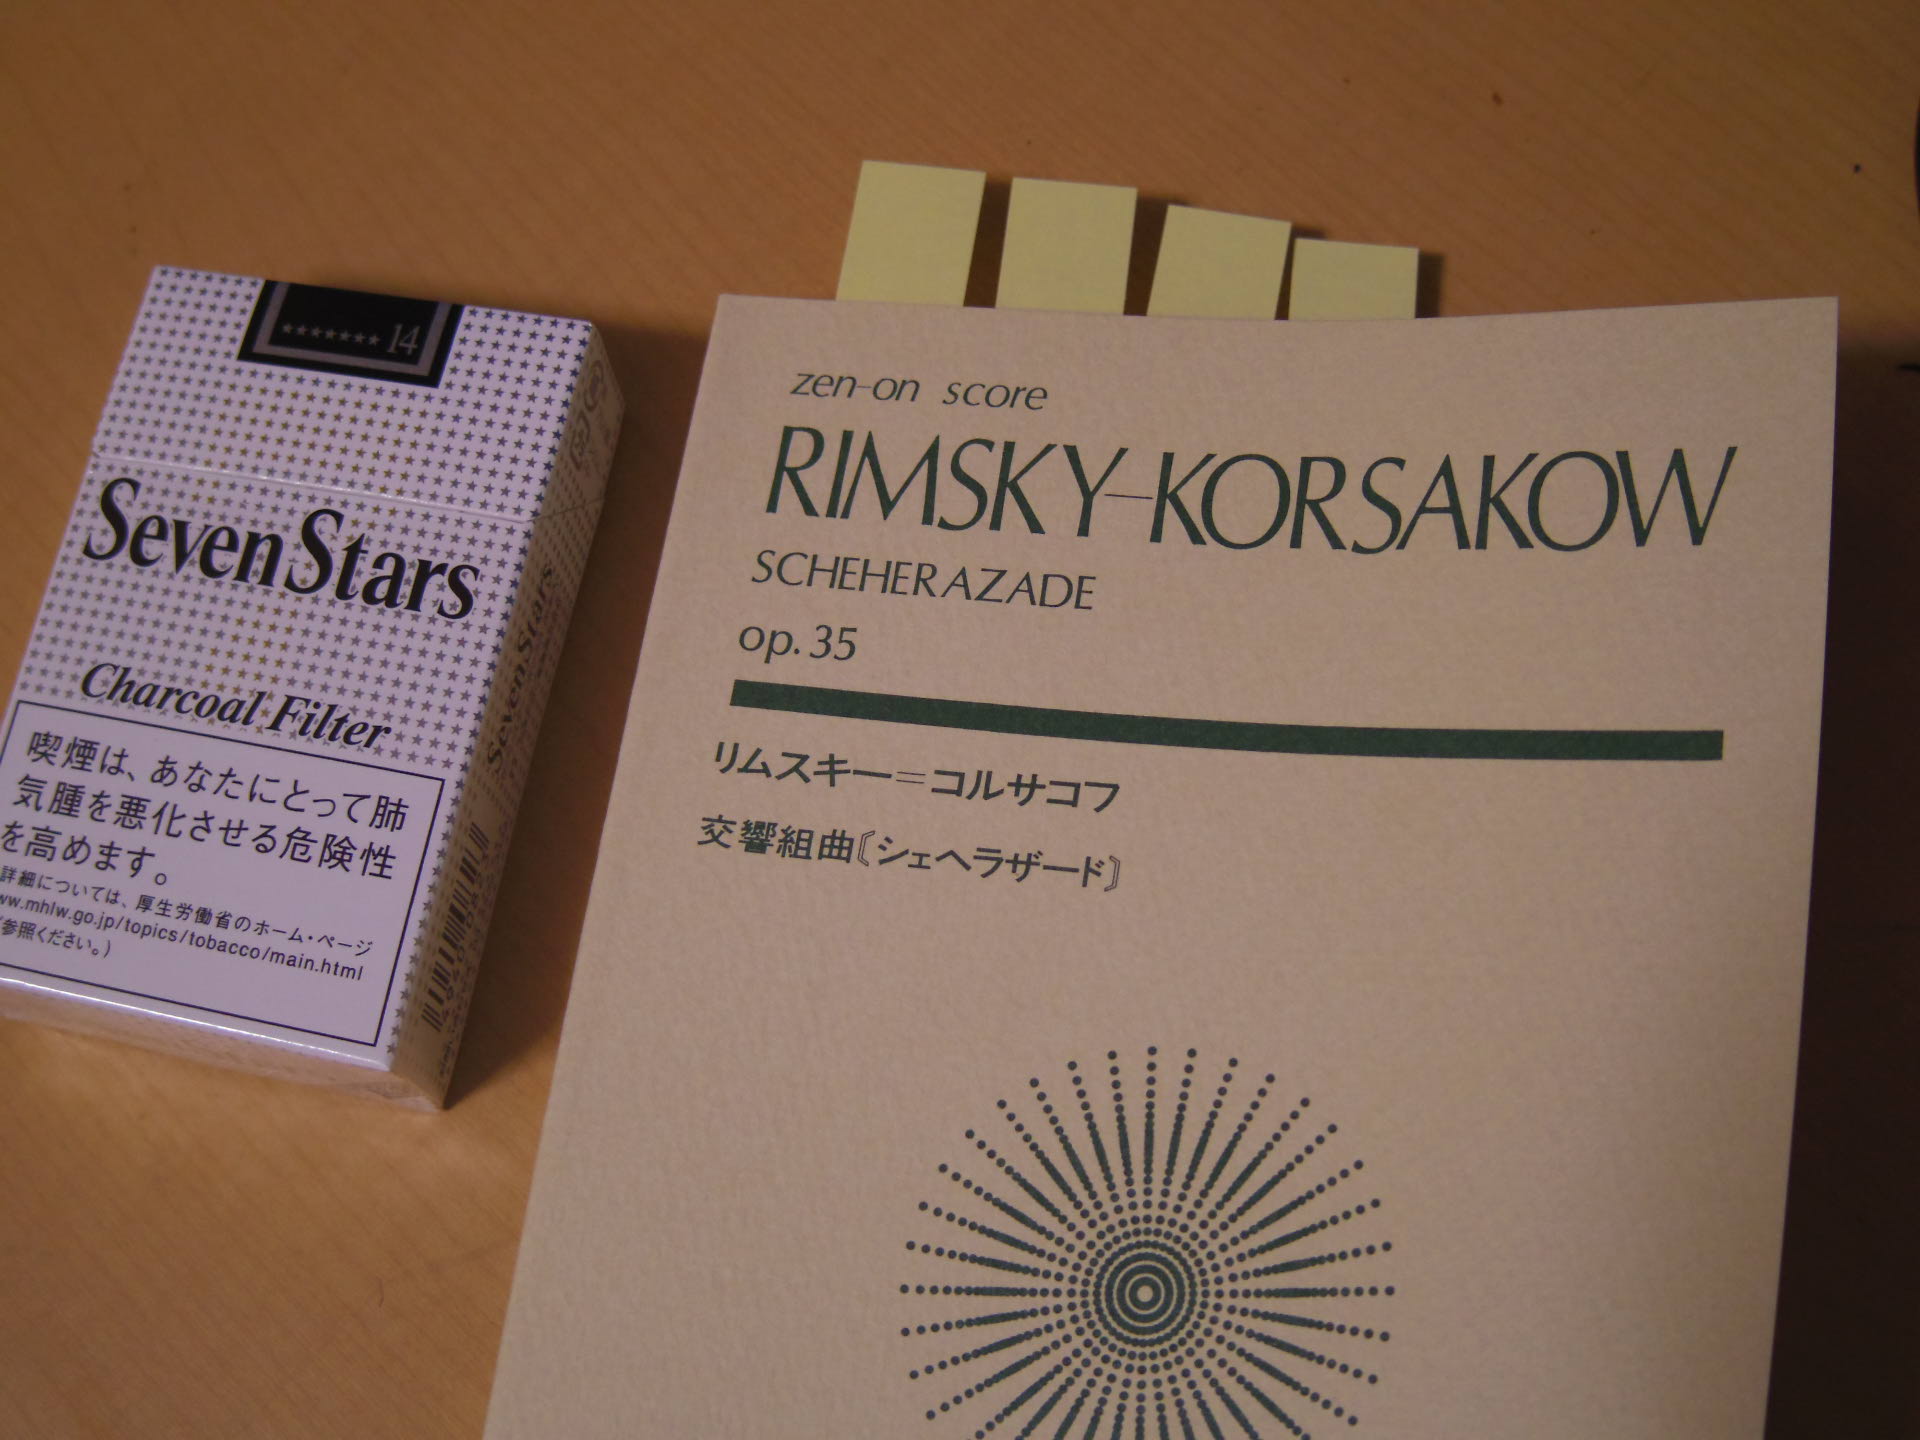 14
Seven Stars
Charcoal Filter
喫煙は、あなたにとって肺
気腫を悪化させる危険性
を高めます。
詳細については、厚生労働省のホーム・ページ
ww.mhlw.go.jp/topics/tobacco/main.html
参照ください。)
Seven Stars
zen-on score
RIMSKY-KORSAKOW
SCHEHERAZADE
op. 35
リムスキー=コルサコフ
交響組曲〔シェヘラザード〕